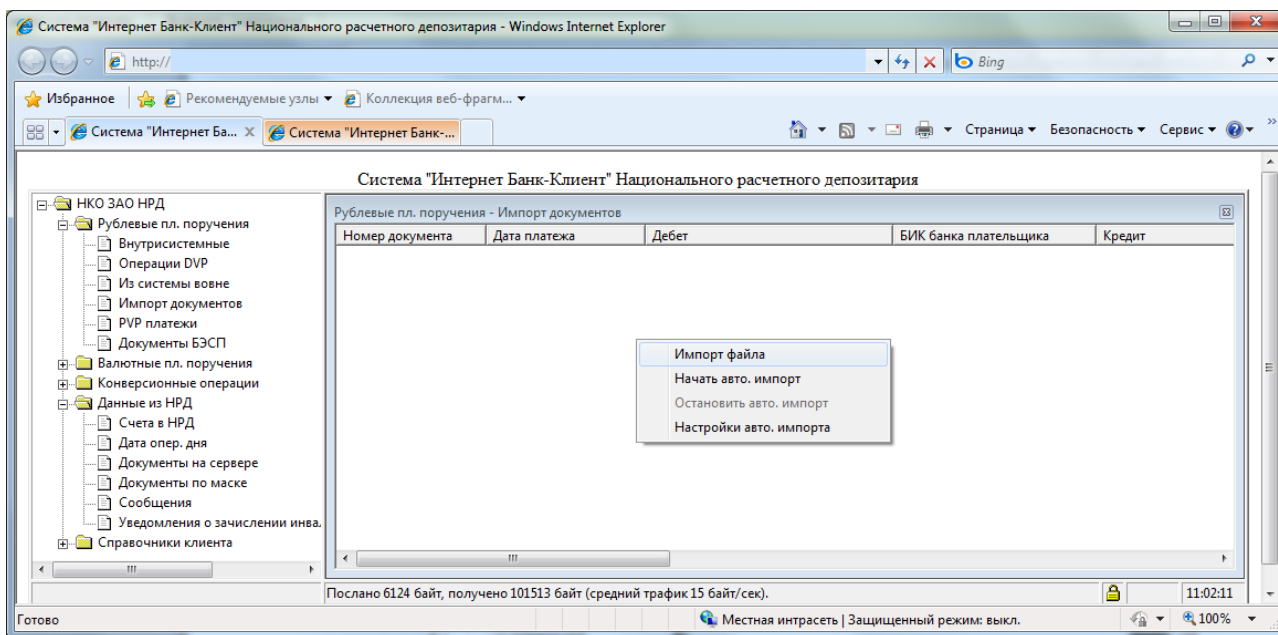 Система "Интернет Банк-Клиент" Национального расчетного депозитария - Windows Internet Explorer
http://
Bing
Избранное Рекомендуемые узлы Коллекция веб-фрагм...
Система "Интернет Ба... Система "Интернет Банк-... Страница Безопасность Сервис
Система "Интернет Банк-Клиент" Национального расчетного депозитария
НКО ЗАО НРД
Рублевые пл. поручения
Внутрисистемные
Операции DVP
Из системы вовне
Импорт документов
PVP платежи
Документы БЭСП
Валютные пл. поручения
Конверсионные операции
Данные из НРД
Счета в НРД
Дата опер. дня
Документы на сервере
Документы по маске
Сообщения
Уведомления о зачислении инва.
Справочники клиента
Рублевые пл. поручения - Импорт документов
Номер документа Дата платежа Дебет БИК банка плательщика Кредит
Импорт файла
Начать авто. импорт
Остановить авто. импорт
Настройки авто. импорта
Послано 6124 байт, получено 101513 байт (средний трафик 15 байт/сек). 11:02:11
Готово Местная интрасеть | Защищенный режим: выкл. 100%